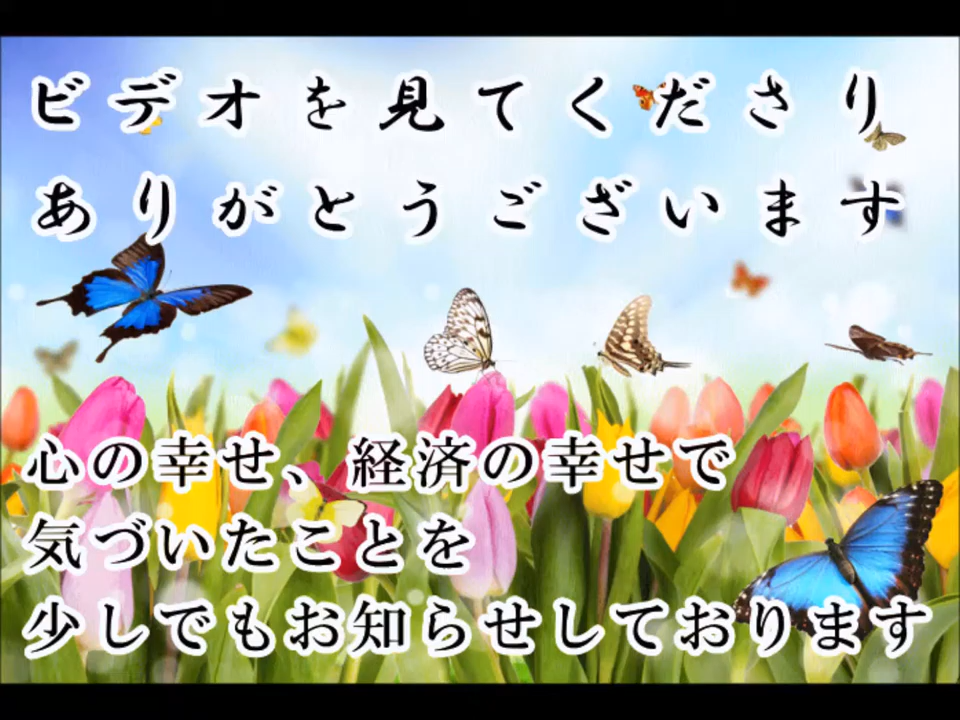 ビデオを見てくださり
ありがとうございます
心の幸せ、経済の幸せで
気づいたことを
少しでもお知らせしております